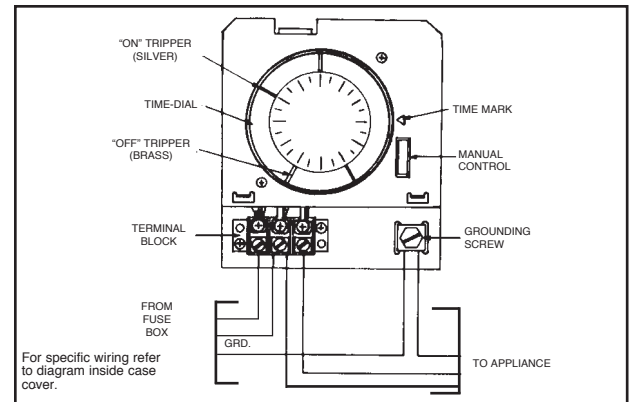 “ON” TRIPPER
(SILVER)
TIME-DIAL
“OFF” TRIPPER
(BRASS)
TIME MARK
MANUAL
CONTROL
TERMINAL
BLOCK
GROUNDING
SCREW
FROM
FUSE
BOX
GRD.
TO APPLIANCE
For specific wiring refer
to diagram inside case
cover.